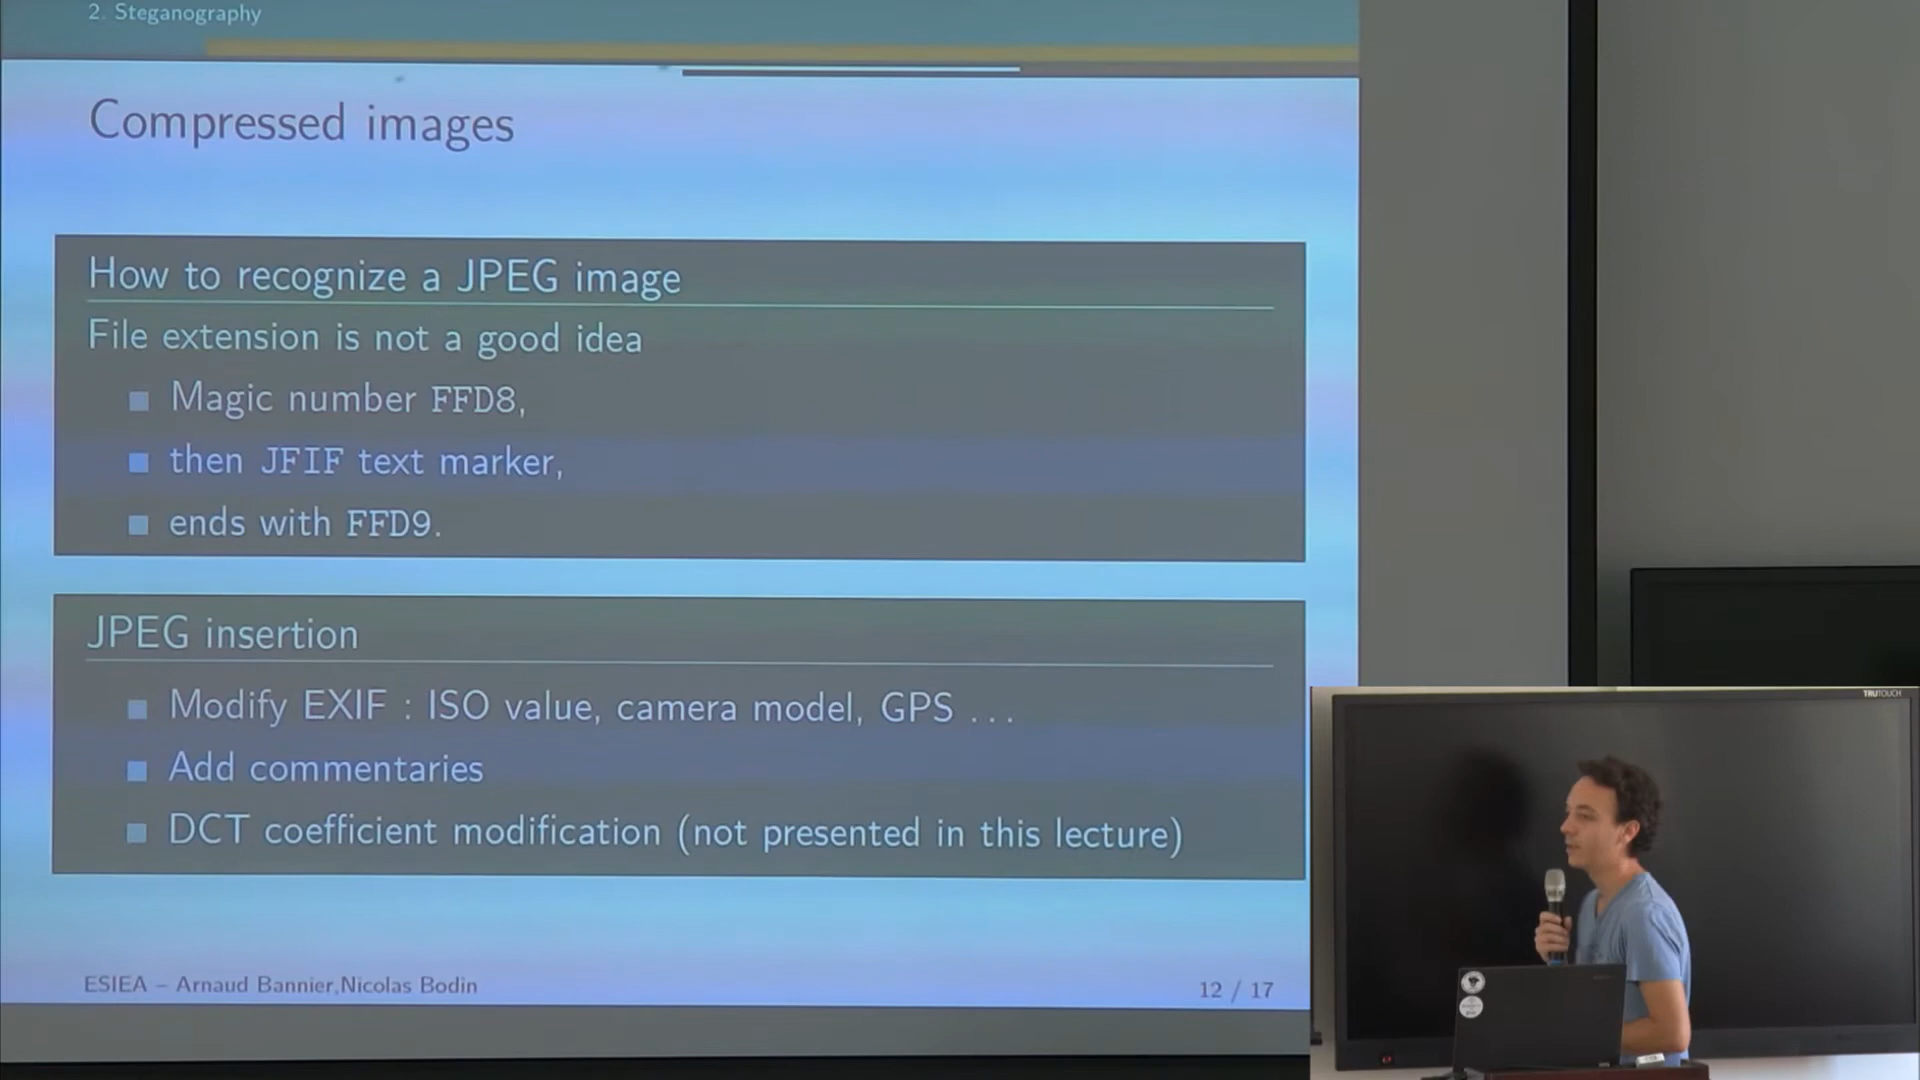 2. Steganography
Compressed images
How to recognize a JPEG image
File extension is not a good idea
Magic number FFD8,
then JFIF text marker,
ends with FFD9.
JPEG insertion
Modify EXIF : ISO value, camera model, GPS ...
Add commentaries
DCT coefficient modification (not presented in this lecture)
ESIEA – Arnaud Bannier,Nicolas Bodin
12 / 17
TRUTOUCH